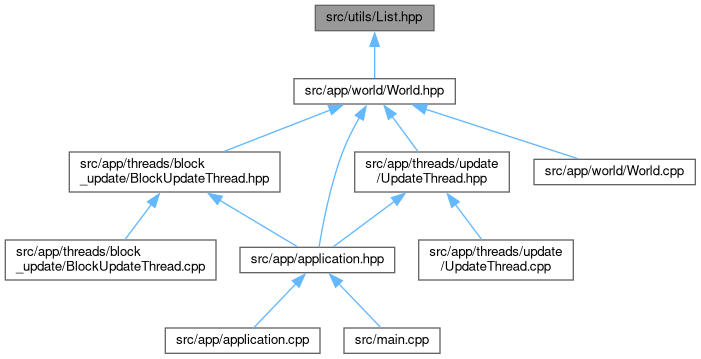 src/utils/List.hpp
src/app/world/World.hpp
src/app/threads/block
_update/BlockUpdateThread.hpp
src/app/threads/update
/UpdateThread.hpp
src/app/world/World.cpp
src/app/threads/block
_update/BlockUpdateThread.cpp
src/app/application.hpp
src/app/threads/update
/UpdateThread.cpp
src/app/application.cpp
src/main.cpp